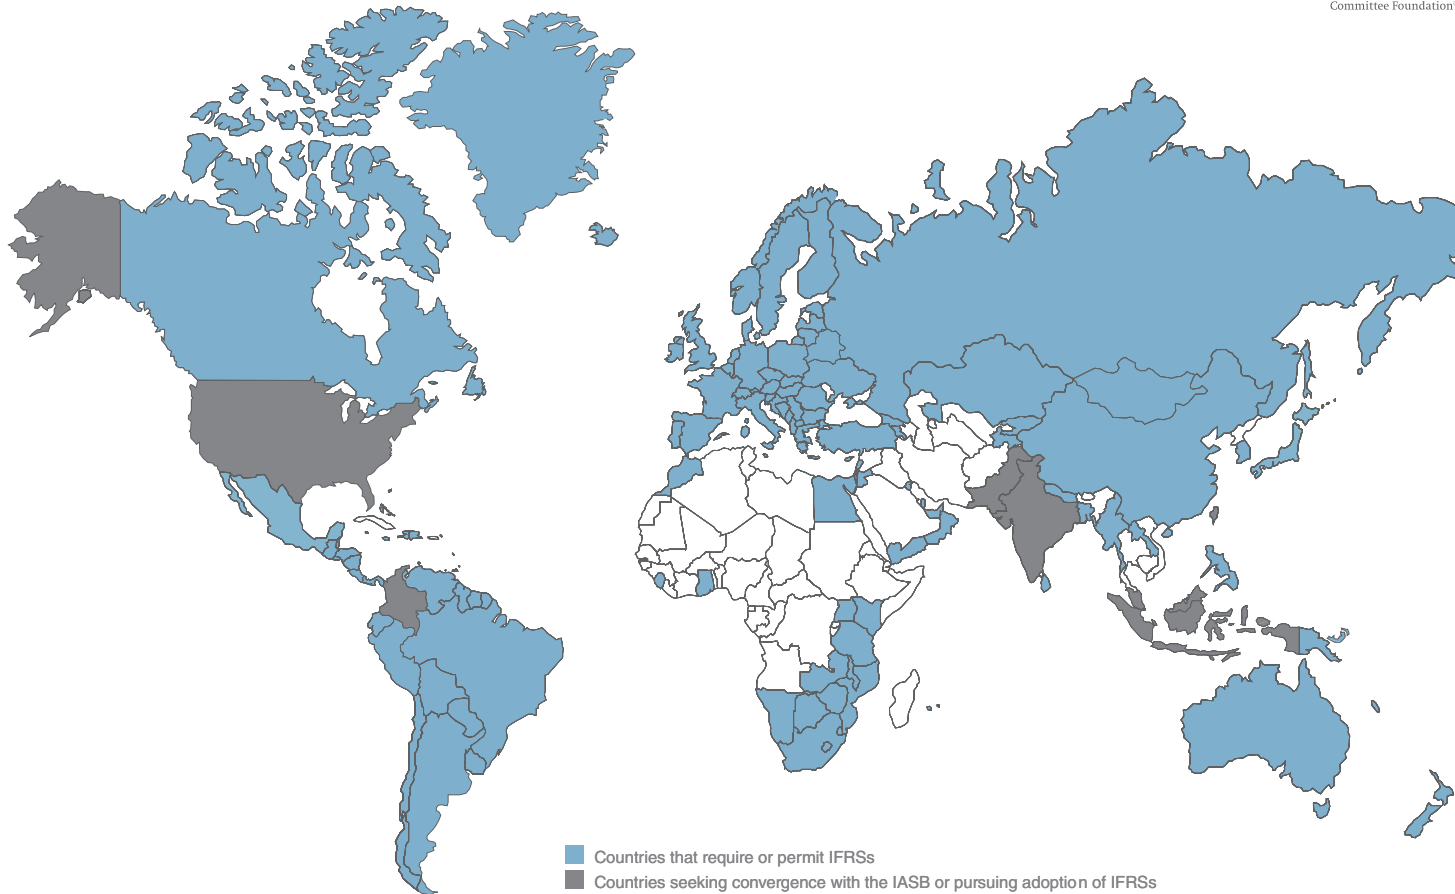 Committee Foundation
Countries that require or permit IFRSs
Countries seeking convergence with the IASB or pursuing adoption of IFRSs